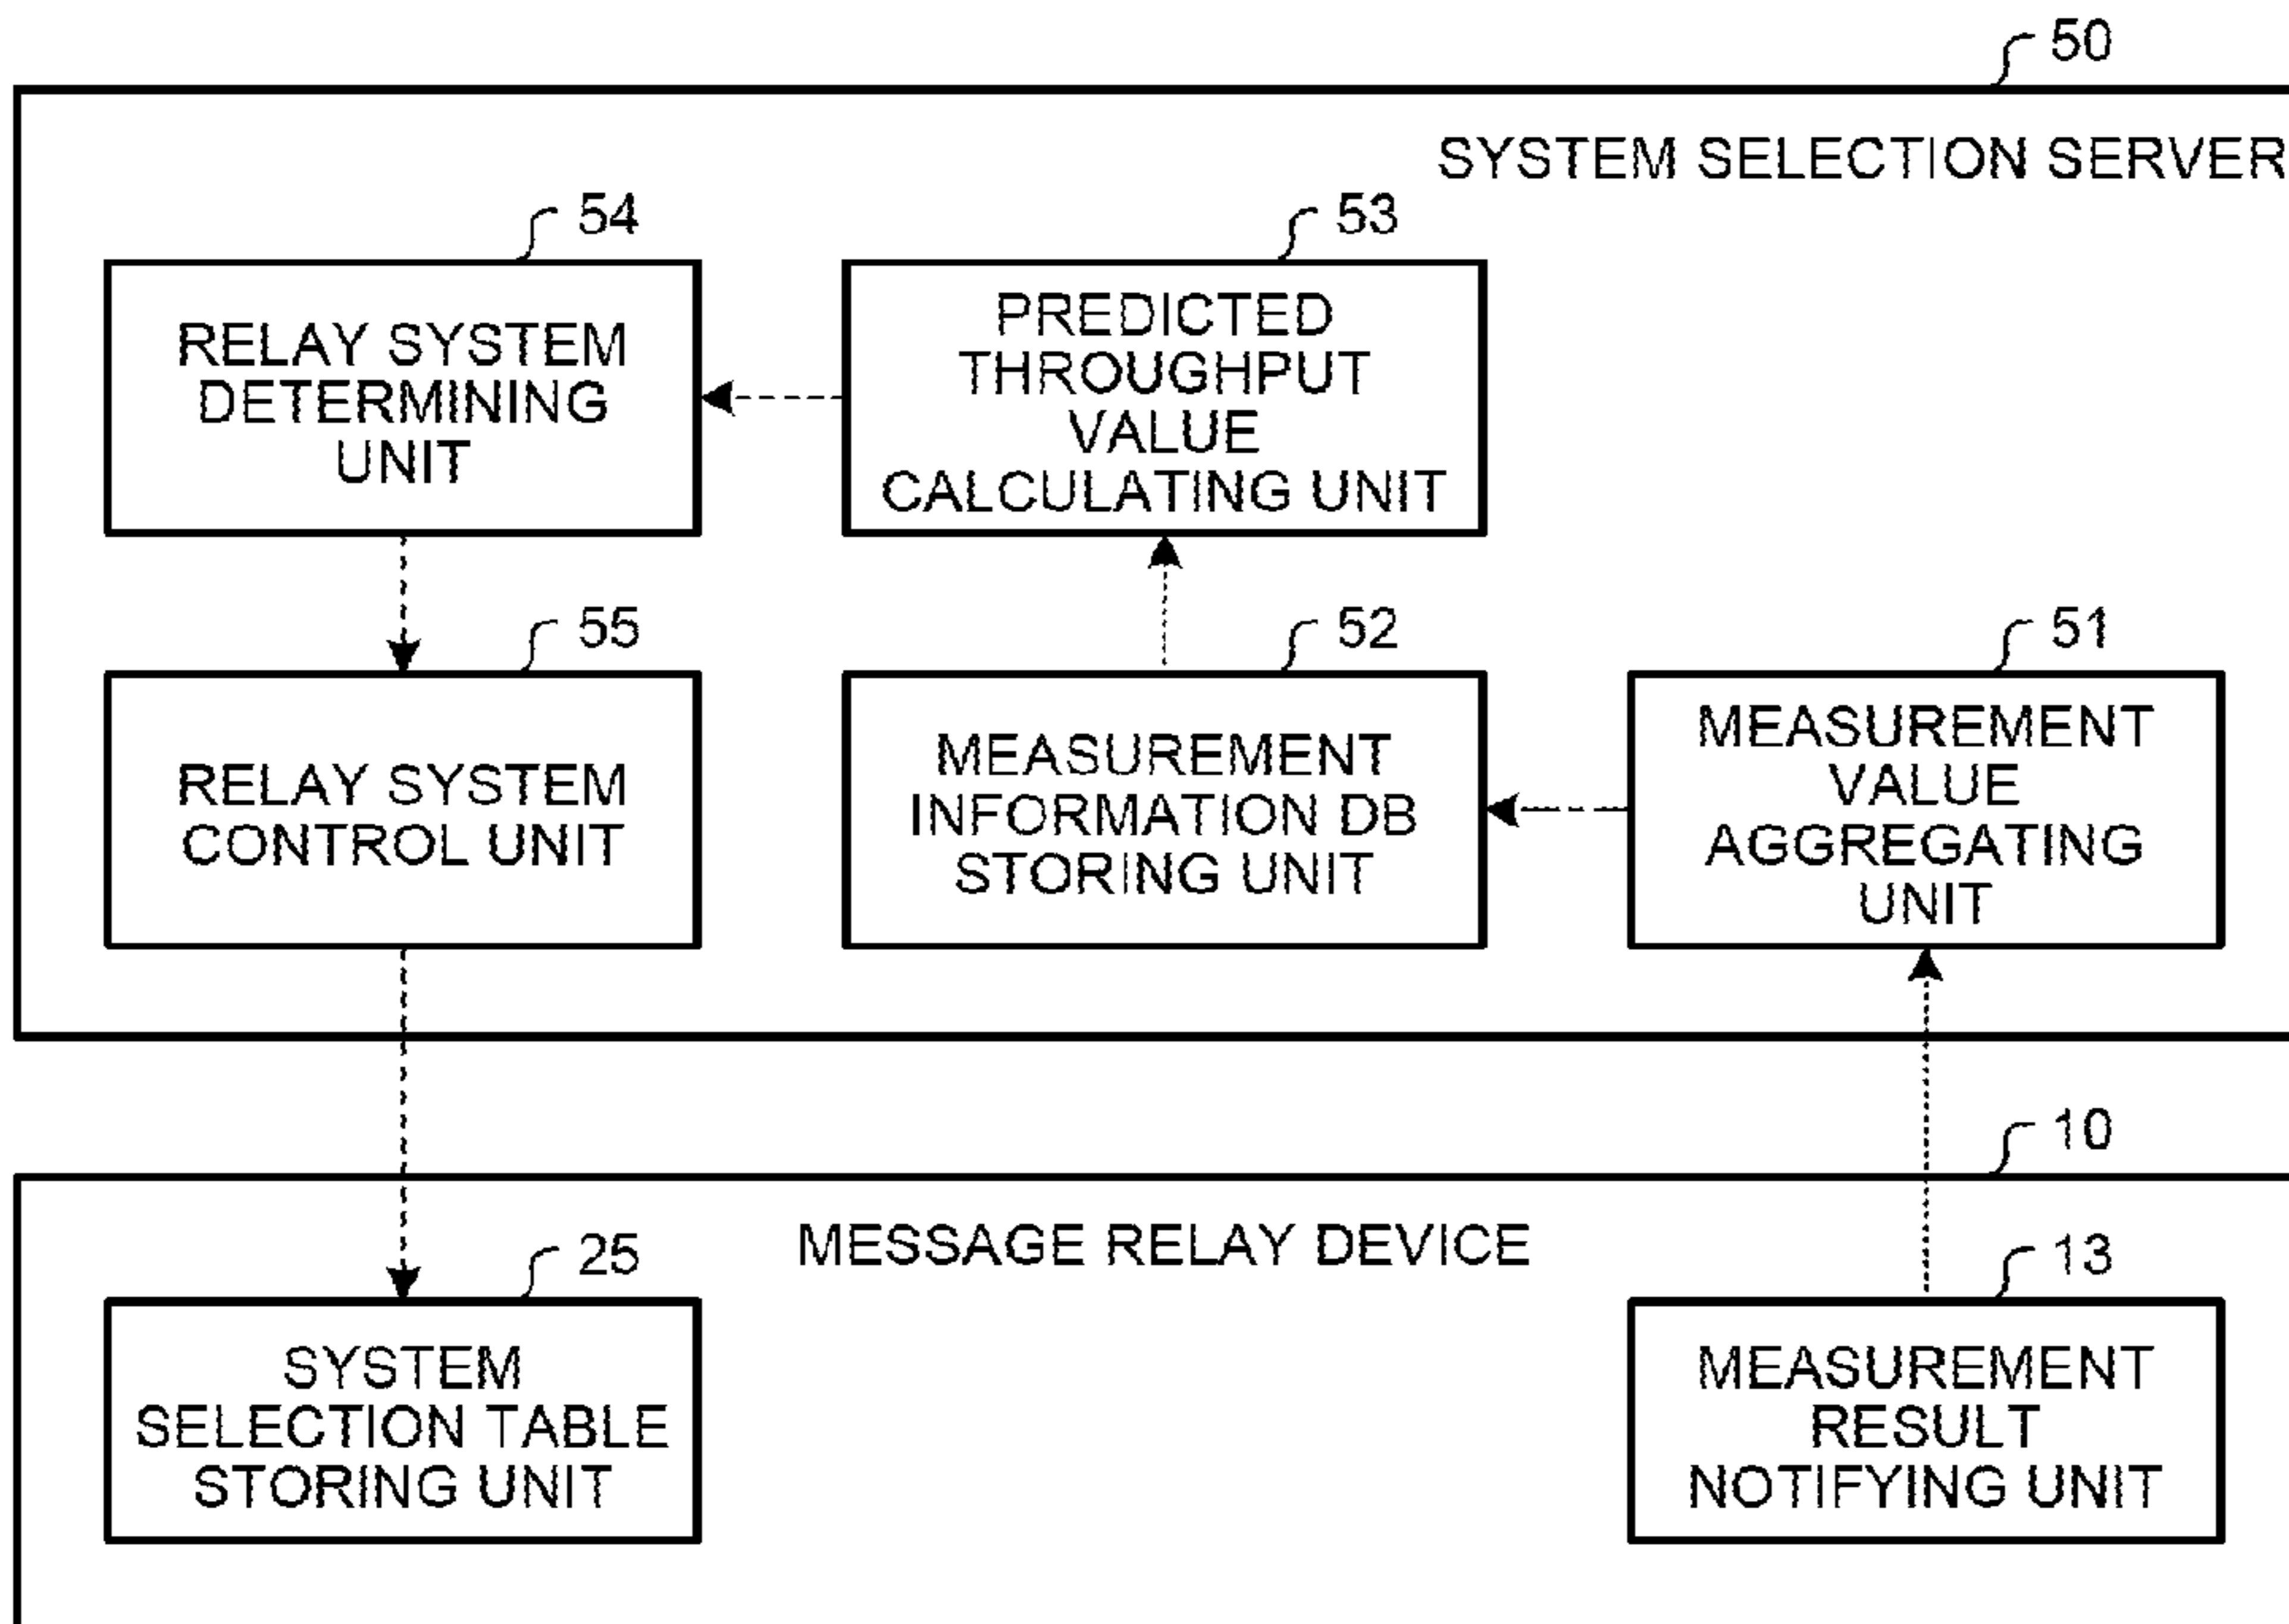 50
SYSTEM SELECTION SERVER
54
RELAY SYSTEM
DETERMINING
UNIT
53
PREDICTED
THROUGHPUT
VALUE
CALCULATING UNIT
55
RELAY SYSTEM
CONTROL UNIT
52
MEASUREMENT
INFORMATION DB
STORING UNIT
51
MEASUREMENT
VALUE
AGGREGATING
UNIT
10
MESSAGE RELAY DEVICE
25
SYSTEM
SELECTION TABLE
STORING UNIT
13
MEASUREMENT
RESULT
NOTIFYING UNIT